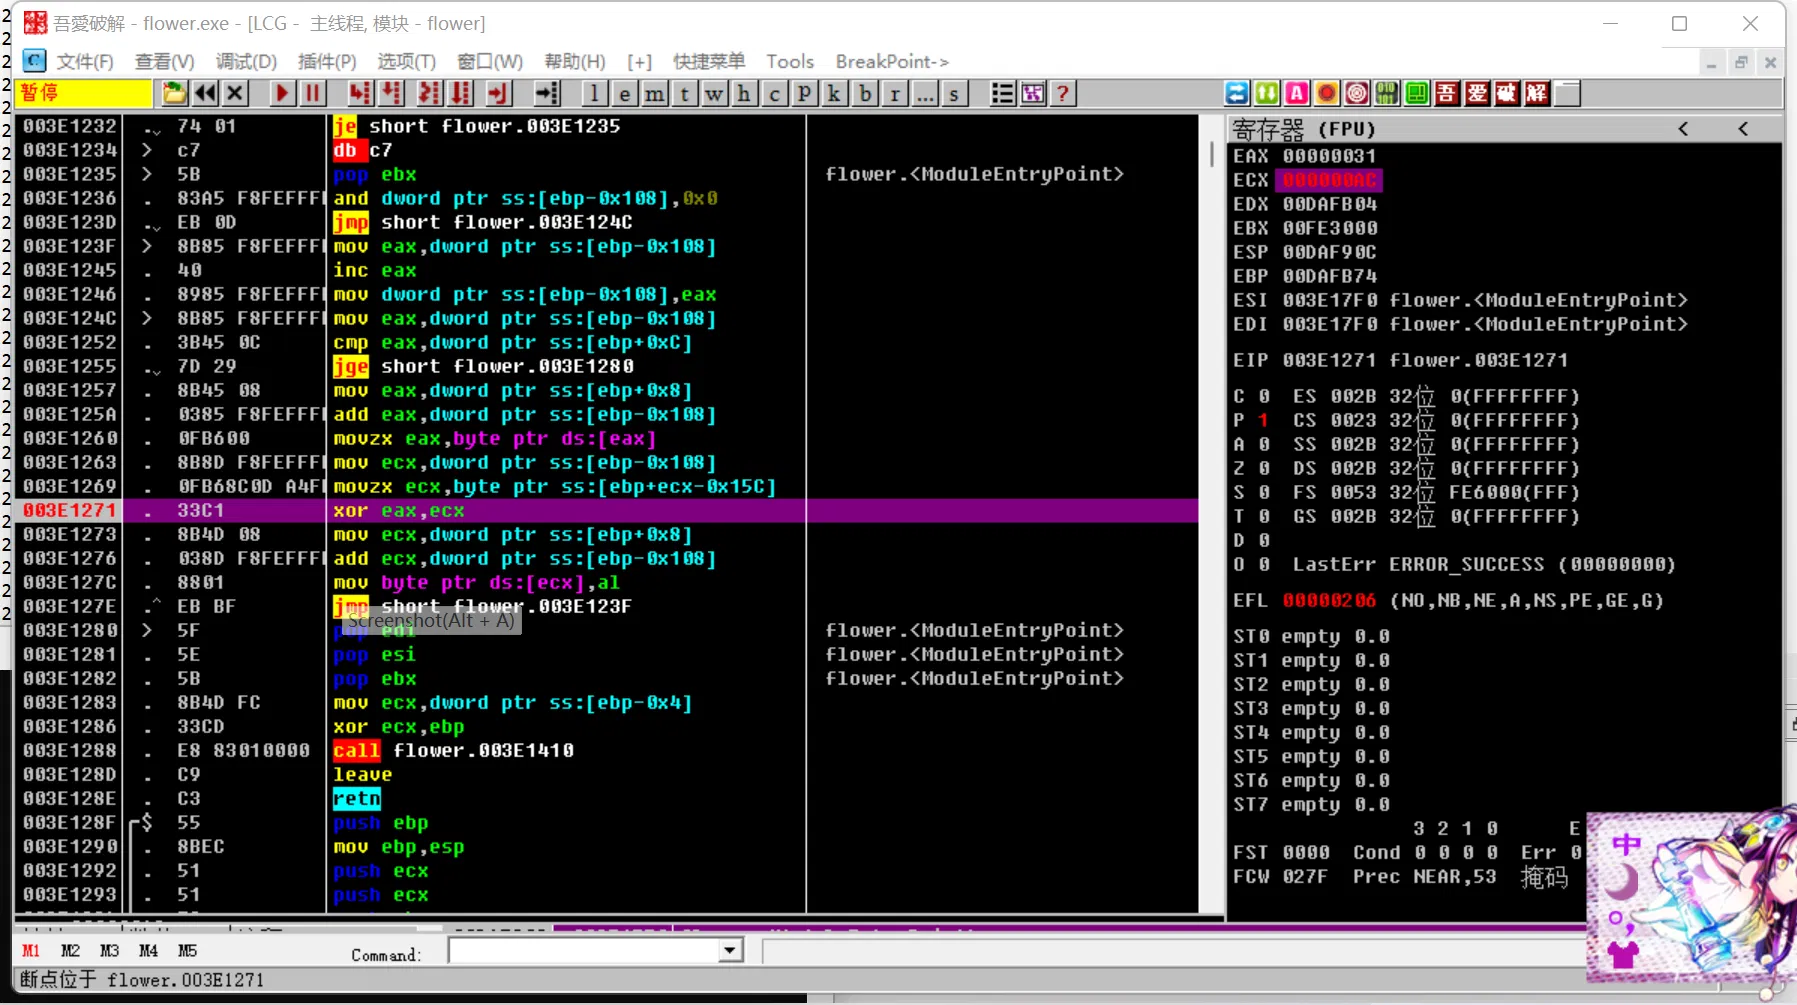 吾愛破解 - flower.exe - [LCG - 主线程, 模块 - flower]
文件(F) 查看(V) 调试(D) 插件(P) 选项(T) 窗口(W) 帮助(H) [+] 快捷菜单 Tools BreakPoint->
暂停 l e m t w h c P k b r ... s ? A 吾 爱 破 解
003E1232 . 74 01 je short flower.003E1235
003E1234 > c7 db c7
003E1235 > 5B pop ebx flower.<ModuleEntryPoint>
003E1236 . 83A5 F8FEFFFF and dword ptr ss:[ebp-0x108],0x0
003E123D . EB 0D jmp short flower.003E124C
003E123F > 8B85 F8FEFFFF mov eax,dword ptr ss:[ebp-0x108]
003E1245 . 40 inc eax
003E1246 . 8985 F8FEFFFF mov dword ptr ss:[ebp-0x108],eax
003E124C > 8B85 F8FEFFFF mov eax,dword ptr ss:[ebp-0x108]
003E1252 . 3B45 0C cmp eax,dword ptr ss:[ebp+0xC]
003E1255 . 7D 29 jge short flower.003E1280
003E1257 . 8B45 08 mov eax,dword ptr ss:[ebp+0x8]
003E125A . 0385 F8FEFFFF add eax,dword ptr ss:[ebp-0x108]
003E1260 . 0FB600 movzx eax,byte ptr ds:[eax]
003E1263 . 8B8D F8FEFFFF mov ecx,dword ptr ss:[ebp-0x108]
003E1269 . 0FB68C0D A4F movzx ecx,byte ptr ss:[ebp+ecx-0x15C]
003E1271 . 33C1 xor eax,ecx
003E1273 . 8B4D 08 mov ecx,dword ptr ss:[ebp+0x8]
003E1276 . 038D F8FEFFFF add ecx,dword ptr ss:[ebp-0x108]
003E127C . 8801 mov byte ptr ds:[ecx],al
003E127E .^ EB BF jmp short flower.003E123F
Screenshot(Alt + A)
003E1280 > 5F pop edi flower.<ModuleEntryPoint>
003E1281 . 5E pop esi flower.<ModuleEntryPoint>
003E1282 . 5B pop ebx flower.<ModuleEntryPoint>
003E1283 . 8B4D FC mov ecx,dword ptr ss:[ebp-0x4]
003E1286 . 33CD xor ecx,ebp
003E1288 . E8 83010000 call flower.003E1410
003E128D . C9 leave
003E128E . C3 retn
003E128F $ 55 push ebp
003E1290 . 8BEC mov ebp,esp
003E1292 . 51 push ecx
003E1293 . 51 push ecx
寄存器 (FPU) < <
EAX 00000031
ECX 000000AC
EDX 00DAFB04
EBX 00FE3000
ESP 00DAF90C
EBP 00DAFB74
ESI 003E17F0 flower.<ModuleEntryPoint>
EDI 003E17F0 flower.<ModuleEntryPoint>
EIP 003E1271 flower.003E1271
C 0 ES 002B 32位 0(FFFFFFFF)
P 1 CS 0023 32位 0(FFFFFFFF)
A 0 SS 002B 32位 0(FFFFFFFF)
Z 0 DS 002B 32位 0(FFFFFFFF)
S 0 FS 0053 32位 FE6000(FFF)
T 0 GS 002B 32位 0(FFFFFFFF)
D 0
O 0 LastErr ERROR_SUCCESS (00000000)
EFL 00000206 (NO,NB,NE,A,NS,PE,GE,G)
ST0 empty 0.0
ST1 empty 0.0
ST2 empty 0.0
ST3 empty 0.0
ST4 empty 0.0
ST5 empty 0.0
ST6 empty 0.0
ST7 empty 0.0
3 2 1 0 E
FST 0000 Cond 0 0 0 0 Err 0
FCW 027F Prec NEAR,53 掩码
中
M1 M2 M3 M4 M5 Command:
断点位于 flower.003E1271